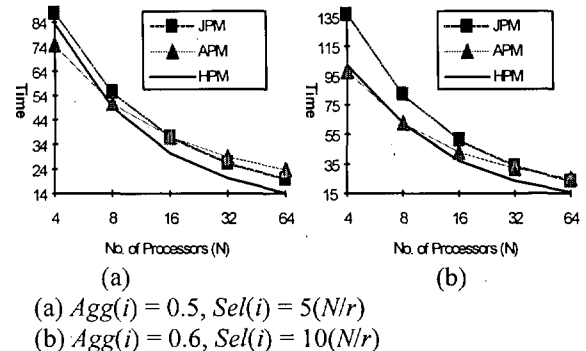 84
74
64
54
44
34
24
14
Time
JPM
APM
HPM
4 8 16 32 64
No. of Processors (N)
(a)
135
115
95
75
55
35
15
Time
JPM
APM
HPM
4 8 16 32 64
No. of Processors (N)
(b)
(a) Agg(i) = 0.5, Sel(i) = 5(N/r)
(b) Agg(i) = 0.6, Sel(i) = 10(N/r)